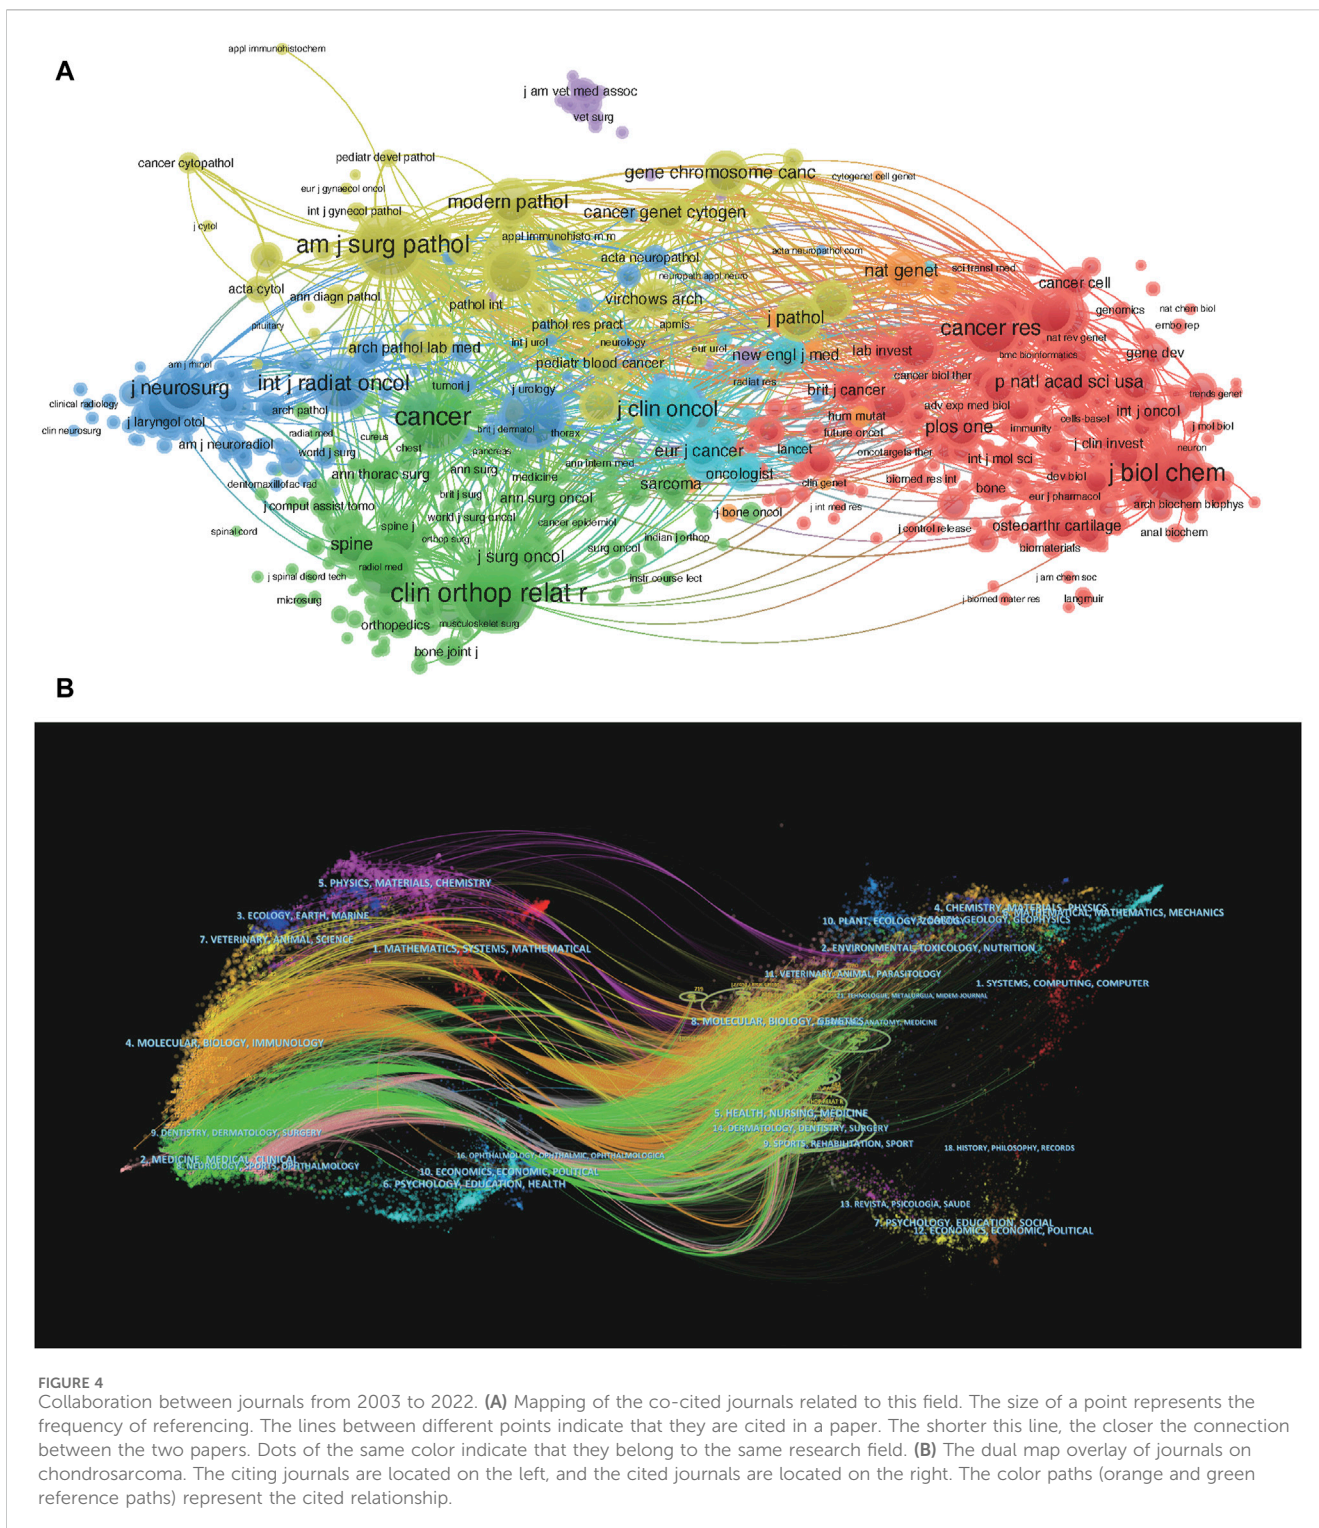 A
appl immunohistochem
j am vet med assoc
vet surg
cancer cytopathol
pediatr devel pathol
gene chromosome canc
cytogenet cell genet
eur j gynaecol oncol
modern pathol
int j gynecol pathol
cancer genet cytogen
j cytol
am j surg pathol
appl immunohisto m m
acta neuropathol
acta neuropathol com
nat genet
sci transl med
neuropath appl neuro
cancer cell
acta cytol
ann diagn pathol
pathol int
virchows arch
genomics
nat chem biol
j pathol
pituitary
pathol res pract
apmis
cancer res
embo rep
nat rev genet
arch pathol lab med
int j urol
neurology
eur urol
new engl j med
lab invest
bmc bioinformatics
gene dev
am j rhinol
pediatr blood cancer
cancer biol ther
j neurosurg
int j radiat oncol
tumori j
j urology
radiat res
brit j cancer
p natl acad sci usa
trends genet
clinical radiology
arch pathol
cancer
j clin oncol
hum mutat
adv exp med biol
cells-basel
int j oncol
j laryngol otol
clin neurosurg
radiat med
cureus
brit j dermatol
thorax
future oncol
plos one
immunity
j mol biol
am j neuroradiol
world j surg
chest
pancreas
eur j cancer
lancet
oncotargets ther
j clin invest
neuron
ann thorac surg
ann surg
ann intern med
int j mol sci
dentomaxillofac rad
medicine
sarcoma
oncologist
clin genet
biomed res int
bone
dev biol
j biol chem
brit j surg
ann surg oncol
eur j pharmacol
j comput assist tomo
j bone oncol
j int med res
arch biochem biophys
spinal cord
spine j
world j surg oncol
cancer epidemiol
j control release
osteoarthr cartilage
anal biochem
spine
orthop surg
indian j orthop
surg oncol
biomaterials
j surg oncol
j spinal disord tech
radiol med
instr course lect
j am chem soc
microsurg
clin orthop relat r
j biomed mater res
langmuir
orthopedics
musculoskelet surg
bone joint j
B
5. PHYSICS, MATERIALS, CHEMISTRY
3. ECOLOGY, EARTH, MARINE
7. VETERINARY, ANIMAL, SCIENCE
1. MATHEMATICS, SYSTEMS, MATHEMATICAL
4. MOLECULAR, BIOLOGY, IMMUNOLOGY
9. DENTISTRY, DERMATOLOGY, SURGERY
2. MEDICINE, MEDICAL, CLINICAL
8. NEUROLOGY, SPORTS, OPHTHALMOLOGY
16. OPHTHALMOLOGY, OPHTHALMIC, OPHTHALMOLOGICA
10. ECONOMICS, ECONOMIC, POLITICAL
6. PSYCHOLOGY, EDUCATION, HEALTH
4. CHEMISTRY, MATERIALS, PHYSICS
MATHEMATICAL, MATHEMATICS, MECHANICS
10. PLANT, ECOLOGY, ZOOLOGY
GEOLOGY, GEOPHYSICS
2. ENVIRONMENTAL, TOXICOLOGY, NUTRITION
11. VETERINARY, ANIMAL, PARASITOLOGY
1. SYSTEMS, COMPUTING, COMPUTER
METALURGIJA, MIDEM-JOURNAL
8. MOLECULAR, BIOLOGY, GENETICS
ANATOMY, MEDICINE
5. HEALTH, NURSING, MEDICINE
14. DERMATOLOGY, DENTISTRY, SURGERY
9. SPORTS, REHABILITATION, SPORT
18. HISTORY, PHILOSOPHY, RECORDS
13. REVISTA, PSICOLOGIA, SAUDE
7. PSYCHOLOGY, EDUCATION, SOCIAL
12. ECONOMICS, ECONOMIC, POLITICAL
FIGURE 4
Collaboration between journals from 2003 to 2022. (A) Mapping of the co-cited journals related to this field. The size of a point represents the
frequency of referencing. The lines between different points indicate that they are cited in a paper. The shorter this line, the closer the connection
between the two papers. Dots of the same color indicate that they belong to the same research field. (B) The dual map overlay of journals on
chondrosarcoma. The citing journals are located on the left, and the cited journals are located on the right. The color paths (orange and green
reference paths) represent the cited relationship.